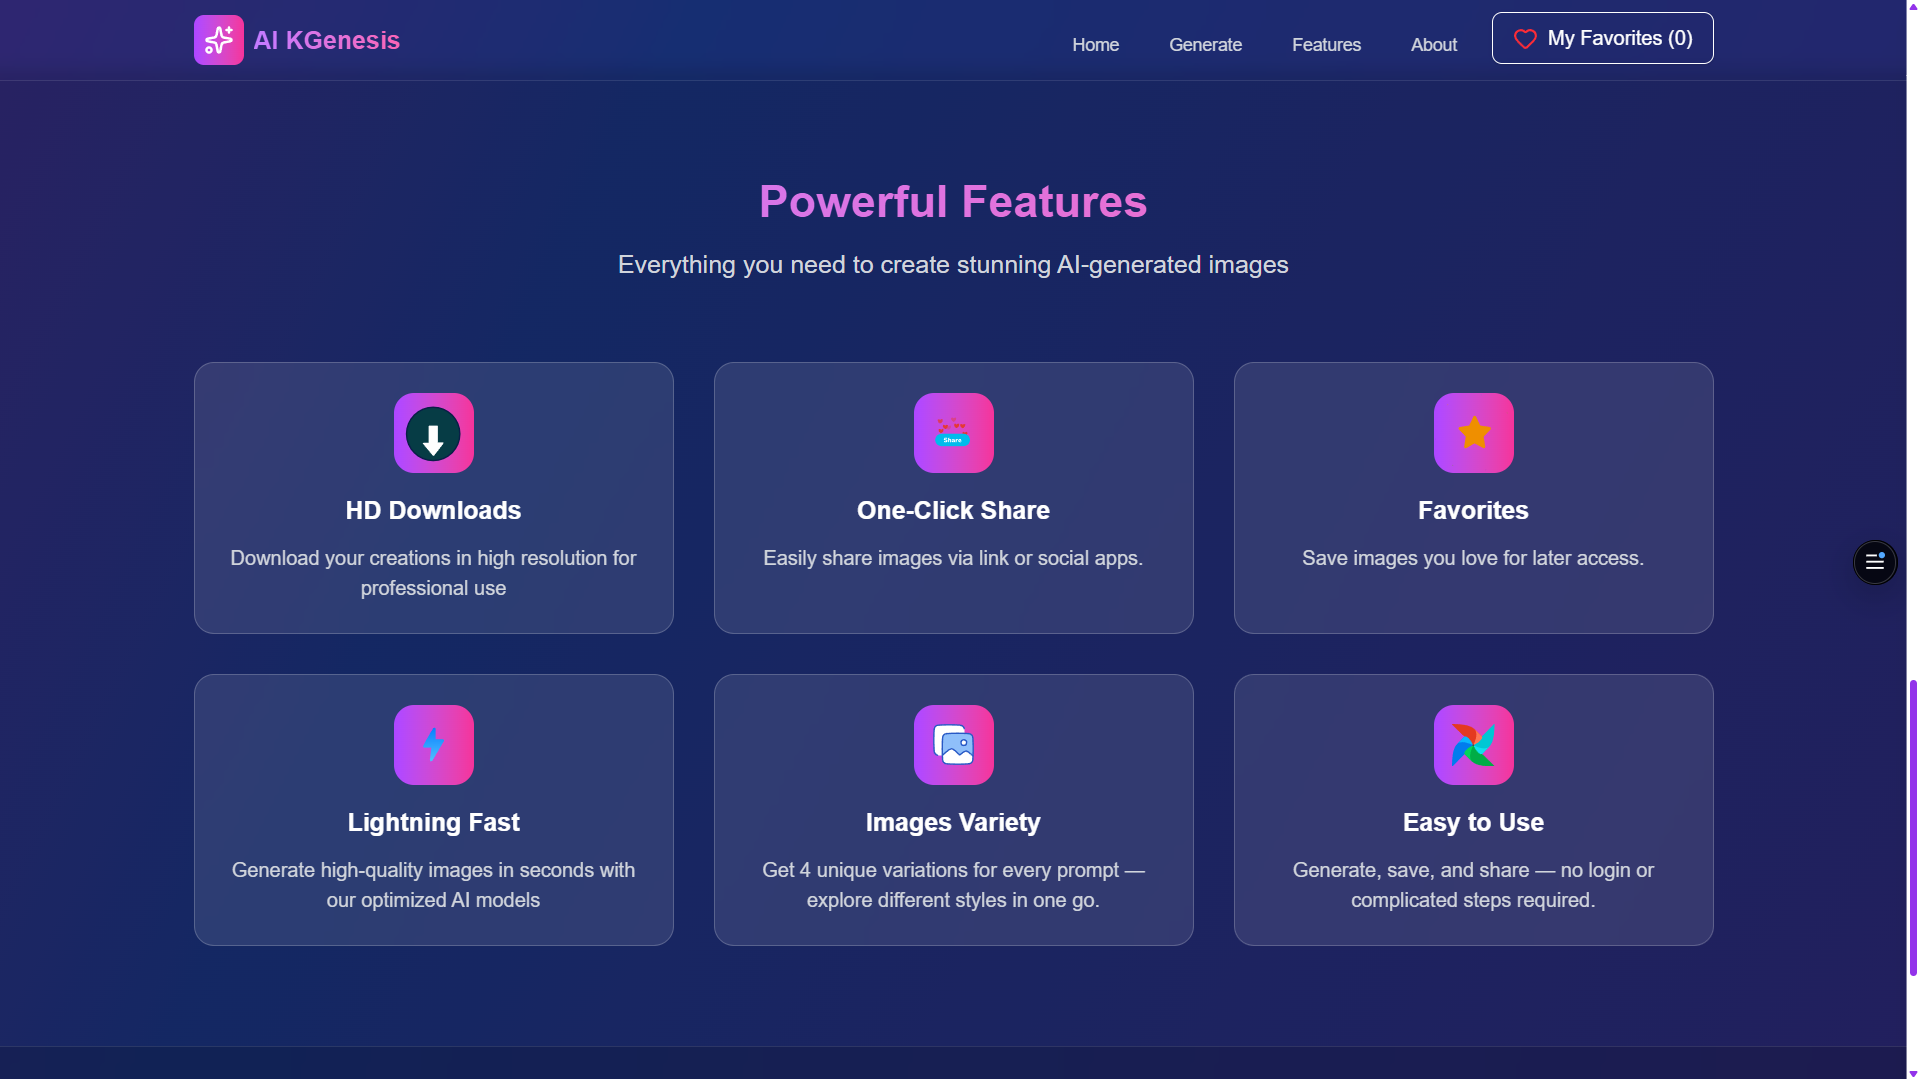 AI KGenesis
Home
Generate
Features
About
My Favorites (0)
Powerful Features
Everything you need to create stunning AI-generated images
HD Downloads
Download your creations in high resolution for
professional use
Share
One-Click Share
Easily share images via link or social apps.
Favorites
Save images you love for later access.
Lightning Fast
Generate high-quality images in seconds with
our optimized AI models
Images Variety
Get 4 unique variations for every prompt —
explore different styles in one go.
Easy to Use
Generate, save, and share — no login or
complicated steps required.